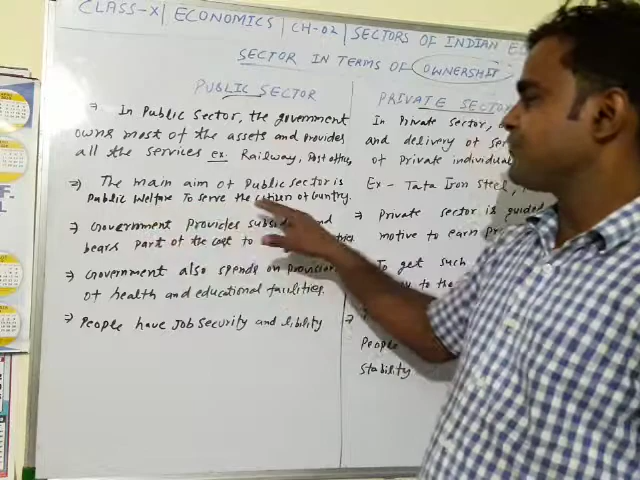 CLASS-X | ECONOMICS | CH-02 | SECTORS OF INDIAN
SECTOR IN TERMS OF OWNERSHIP
PUBLIC SECTOR
⇒ In Public Sector, the government
owns most of the assets and provides
all the services ex. Railway, Post office,
⇒ The main aim of Public sector is
Public Welfare To serve the citizen of country.
⇒ Government Provides
bears part of the cost to
⇒ Government also spends on
of health and educational facilities.
⇒ People have Job Security and
PRIVATE SECTOR
In Private Sector,
and delivery of
of Private individual
Ex - Tata Iron Steel,
⇒ Private sector is guided
motive to earn
To get such
to the
⇒
People
Stability